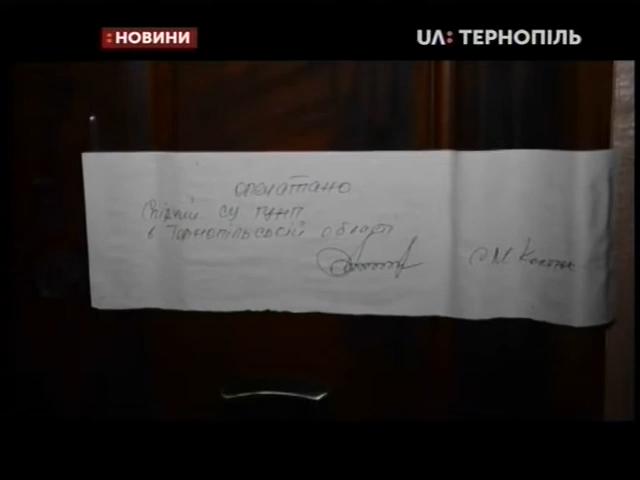 :НОВИНИ
UA: ТЕРНОПІЛЬ
опечатано
Слідчий СУ ГУНП
в Тернопільській області